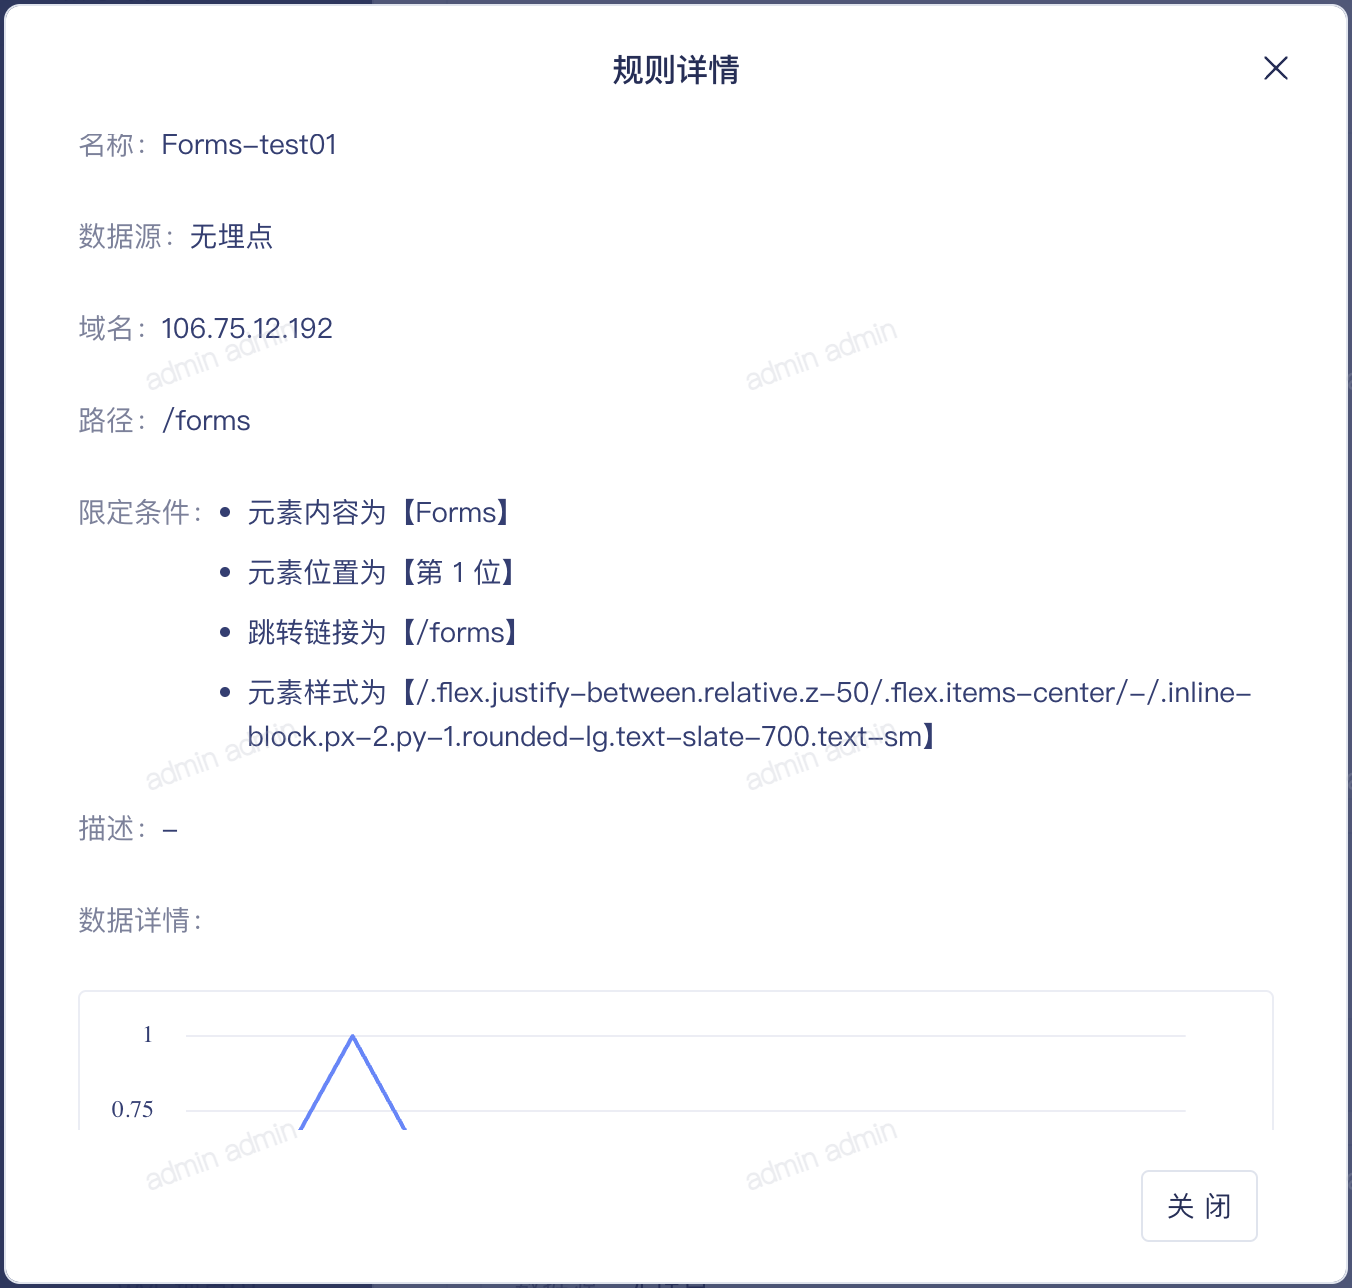 规则详情
名称：Forms-test01
数据源：无埋点
域名：106.75.12.192
admin admin
admin admin
路径：/forms
限定条件：
• 元素内容为【Forms】
• 元素位置为【第 1 位】
• 跳转链接为【/forms】
• 元素样式为【/.flex.justify-between.relative.z-50/.flex.items-center/-/.inline-
block.px-2.py-1.rounded-lg.text-slate-700.text-sm】
admin admin
admin admin
描述：-
数据详情：
1
0.75
admin admin
admin admin
关 闭